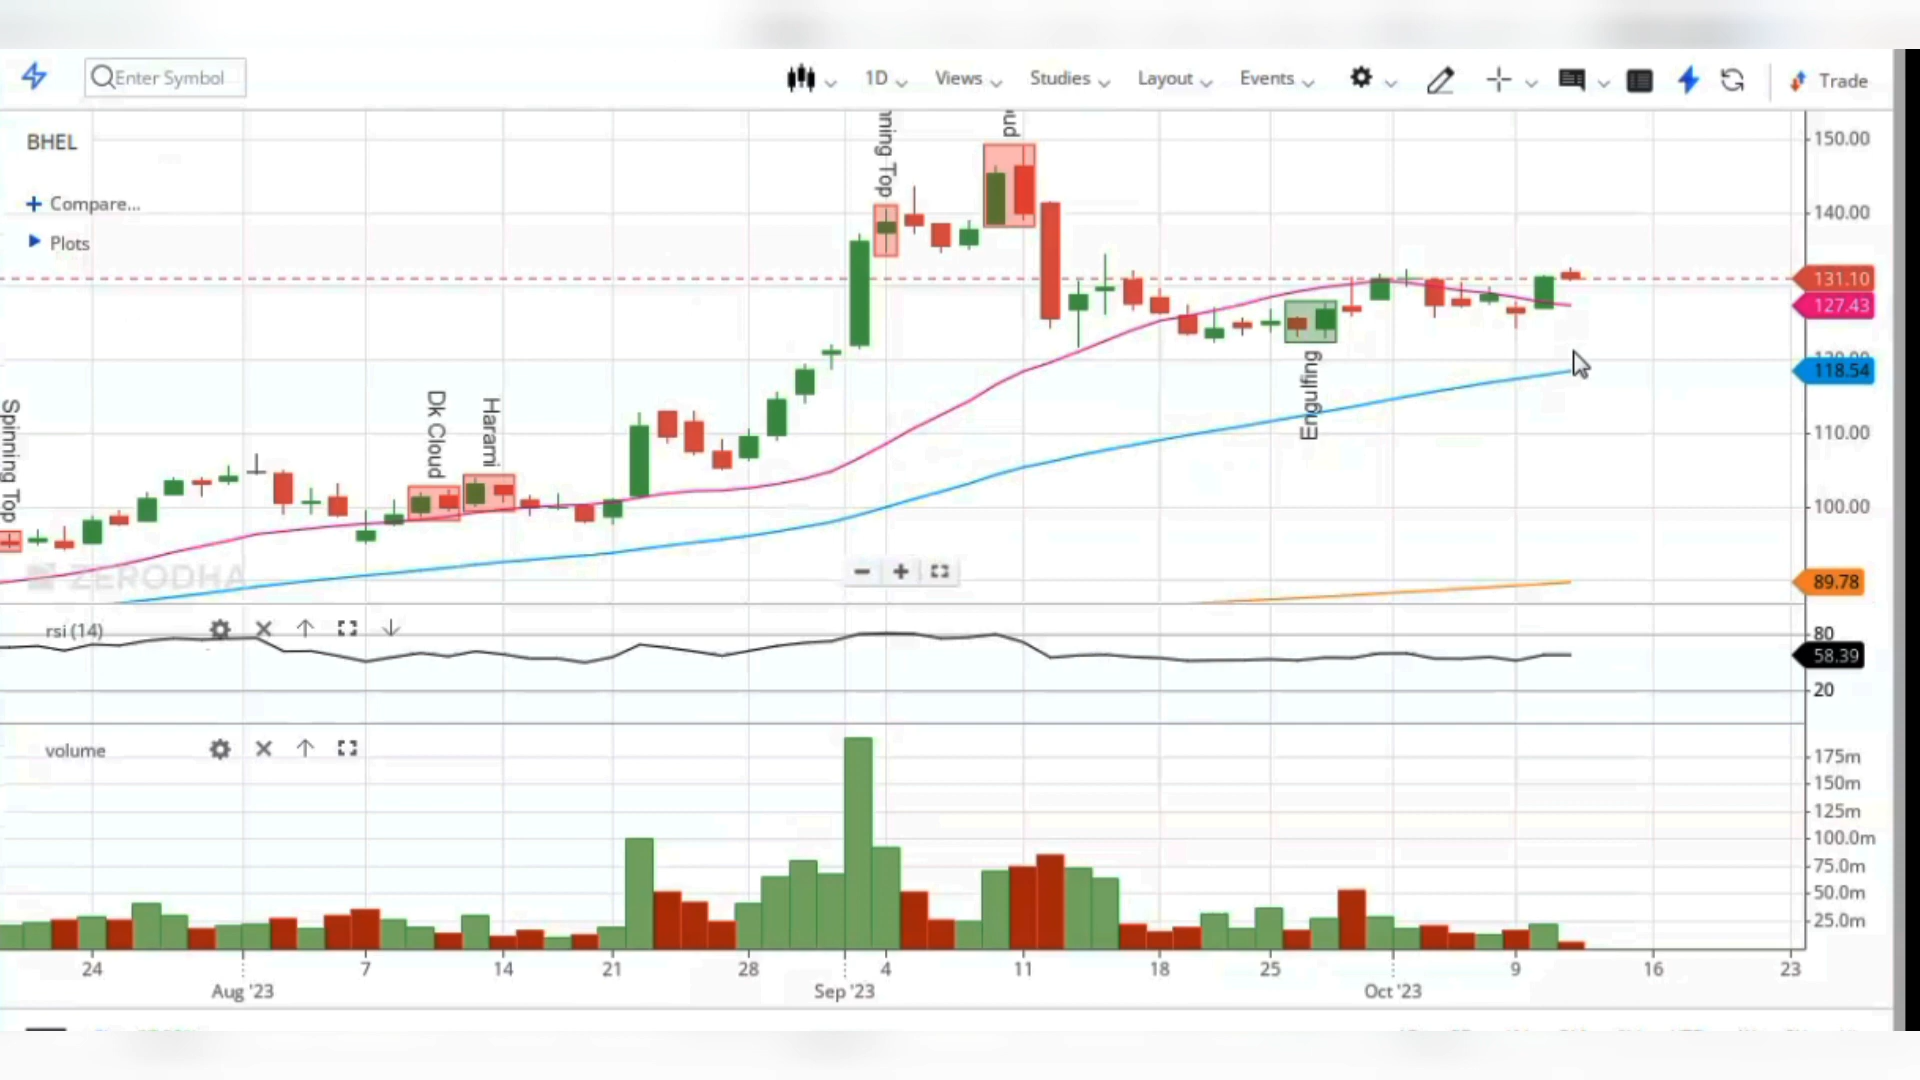 Enter Symbol
1D
Views
Studies
Layout
Events
Trade
BHEL
+ Compare...
Plots
Spinning Top
Dk Cloud
Harami
nning Top
Engulfing
150.00
140.00
131.10
127.43
118.54
110.00
100.00
89.78
ZERODHA
rsi (14)
80
58.39
20
volume
175m
150m
125m
100.0m
75.0m
50.0m
25.0m
24 7 14 21 28 4 11 18 25 9 16 23
Aug '23 Sep '23 Oct '23